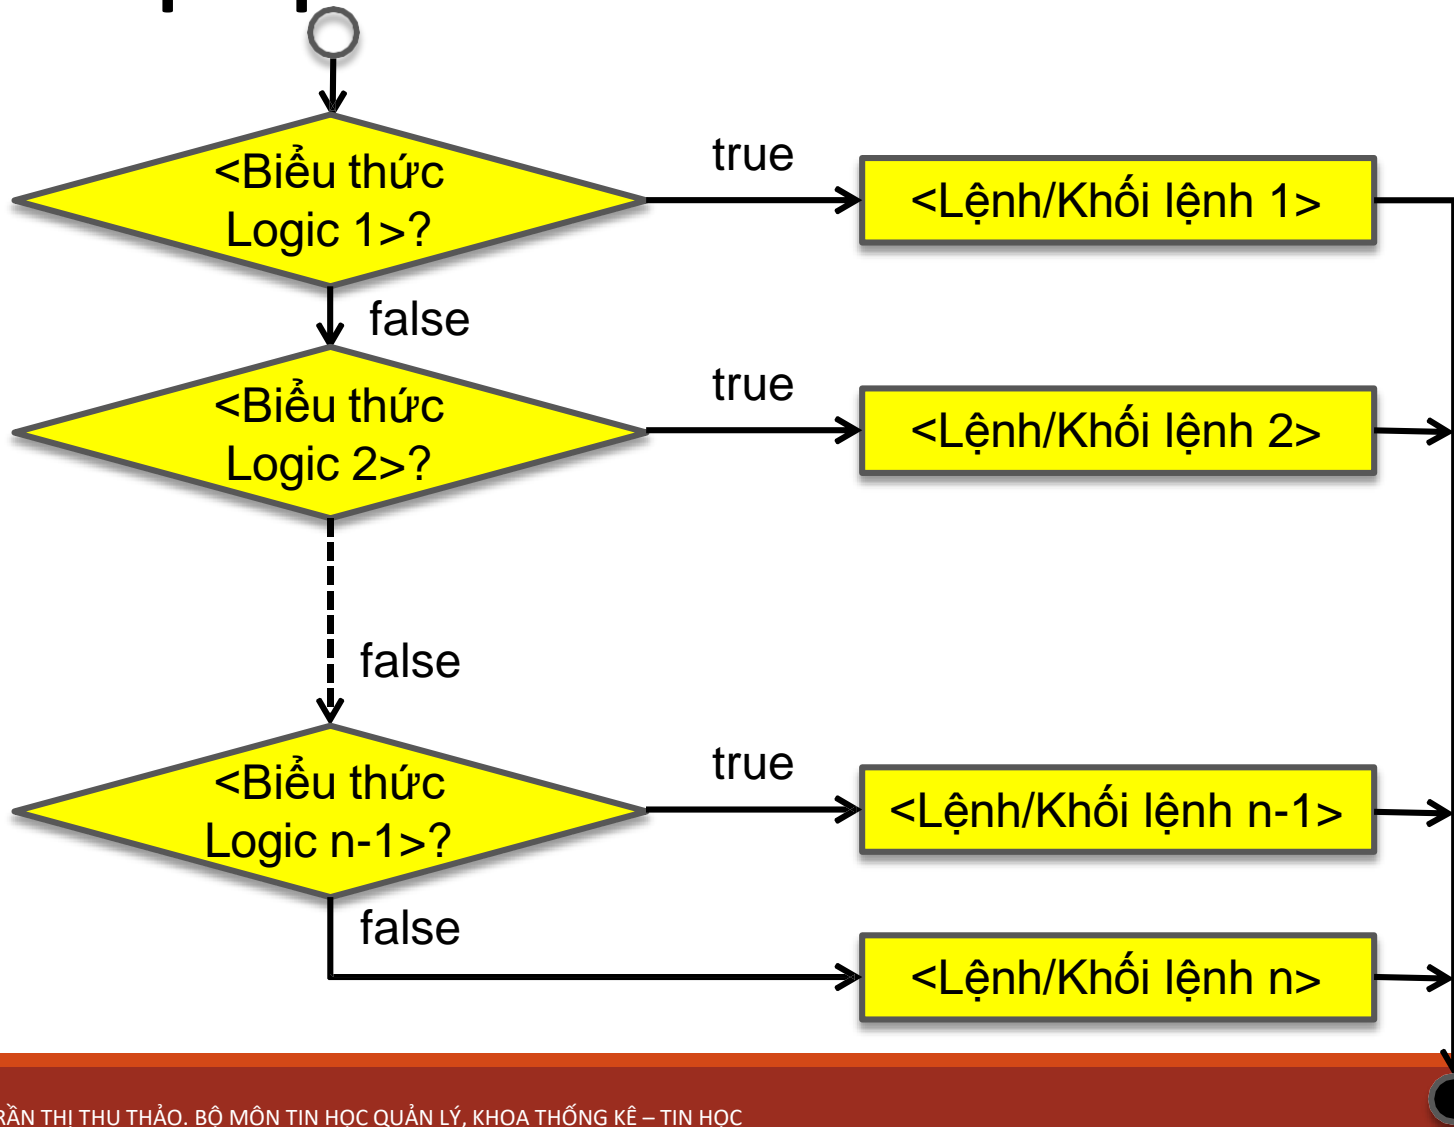 <Biểu thức
Logic 1>?
true
<Lệnh/Khối lệnh 1>
false
<Biểu thức
Logic 2>?
true
<Lệnh/Khối lệnh 2>
false
<Biểu thức
Logic n-1>?
true
<Lệnh/Khối lệnh n-1>
false
<Lệnh/Khối lệnh n>
THỊ THU THẢO. BỘ MÔN TIN HỌC QUẢN LÝ, KHOA THỐNG KÊ – TIN HỌC